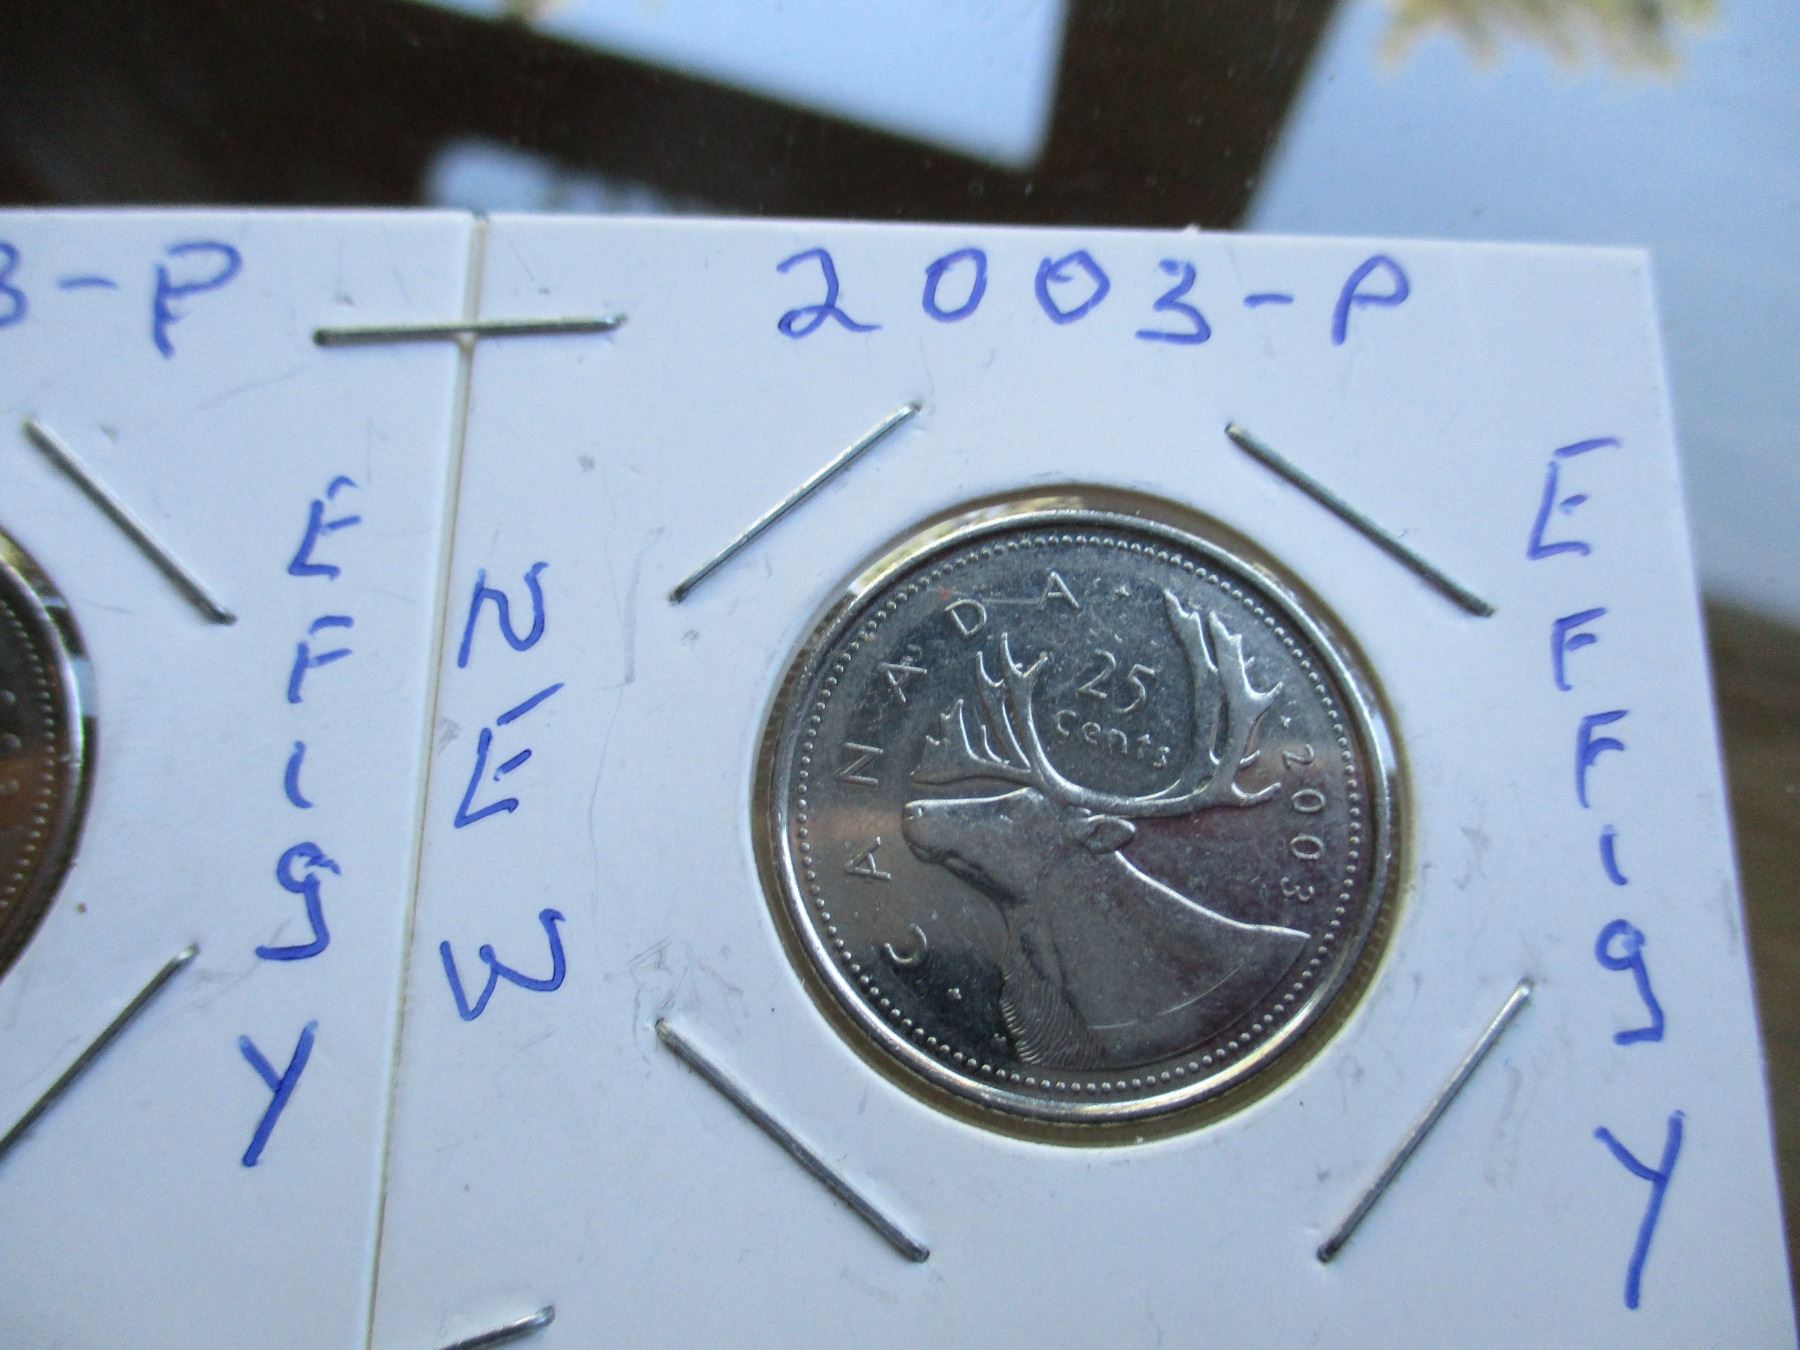 3-P
EFFIgY
2003-P
NEW
EFFIgY
CANADA
25
cents
2003